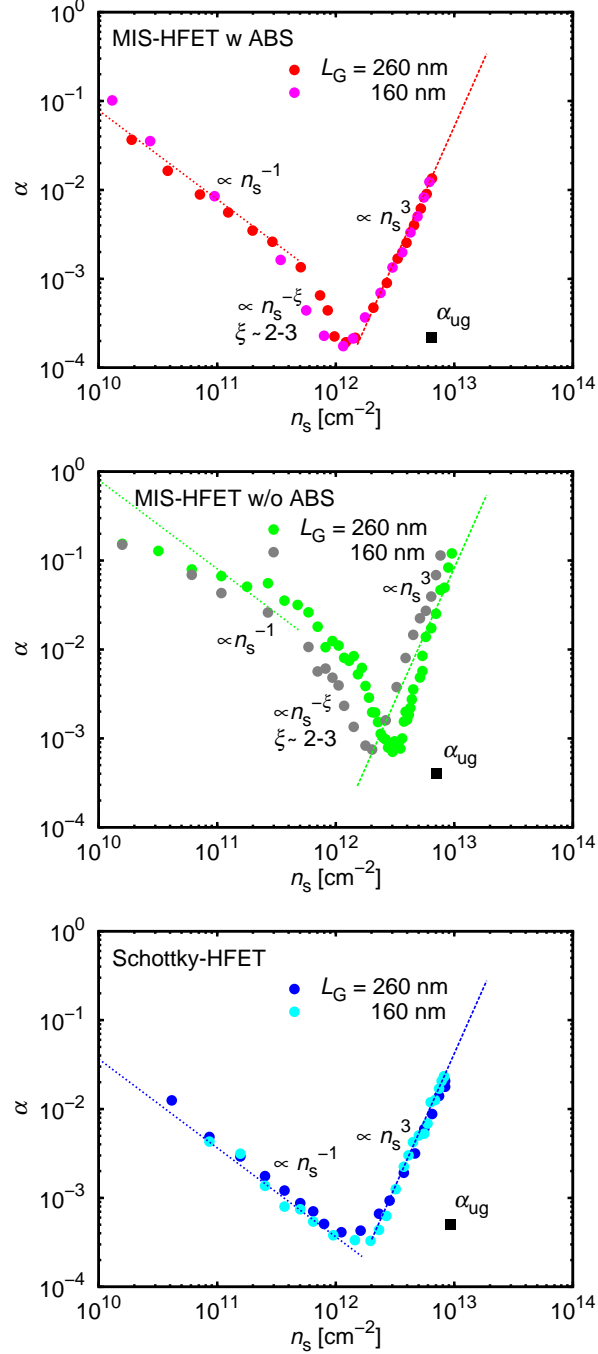 MIS-HFET w ABS
L_G = 260 nm
160 nm
10^0
10^-1
10^-2
10^-3
10^-4
α
∝ n_s^-1
∝ n_s^3
∝ n_s^-ξ
ξ ~ 2-3
α_ug
10^10 10^11 10^12 10^13 10^14
n_s [cm^-2]
MIS-HFET w/o ABS
L_G = 260 nm
160 nm
10^0
10^-1
10^-2
10^-3
10^-4
α
∝n_s^3
∝n_s^-1
∝n_s^-ξ
ξ ~ 2-3
α_ug
10^10 10^11 10^12 10^13 10^14
n_s [cm^-2]
Schottky-HFET
L_G = 260 nm
160 nm
10^0
10^-1
10^-2
10^-3
10^-4
α
∝ n_s^-1
∝ n_s^3
α_ug
10^10 10^11 10^12 10^13 10^14
n_s [cm^-2]